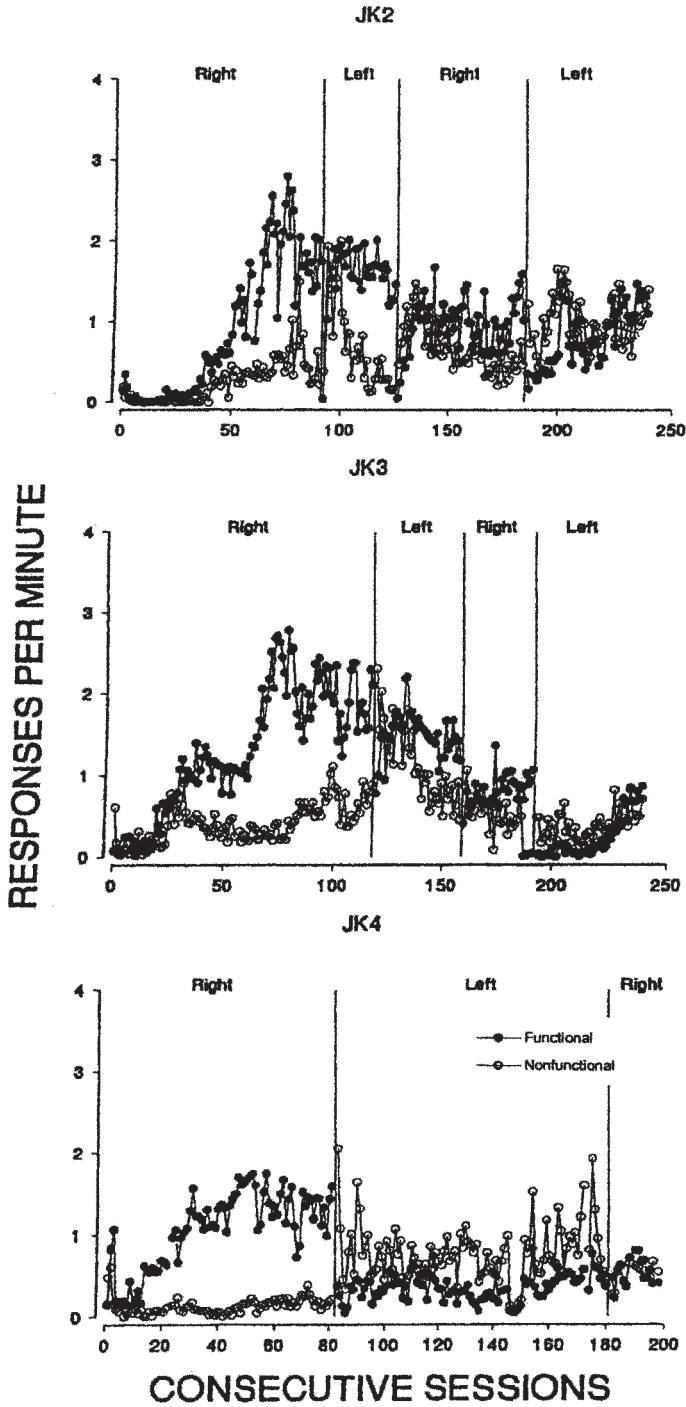 JK2
Right Left Right Left
4
3
2
1
0
0 50 100 150 200 250
JK3
Right Left Right Left
4
3
2
1
0
0 50 100 150 200 250
RESPONSES PER MINUTE
JK4
Right Left Right
4
3
2
1
0
Functional
Nonfunctional
0 20 40 60 80 100 120 140 160 180 200
CONSECUTIVE SESSIONS